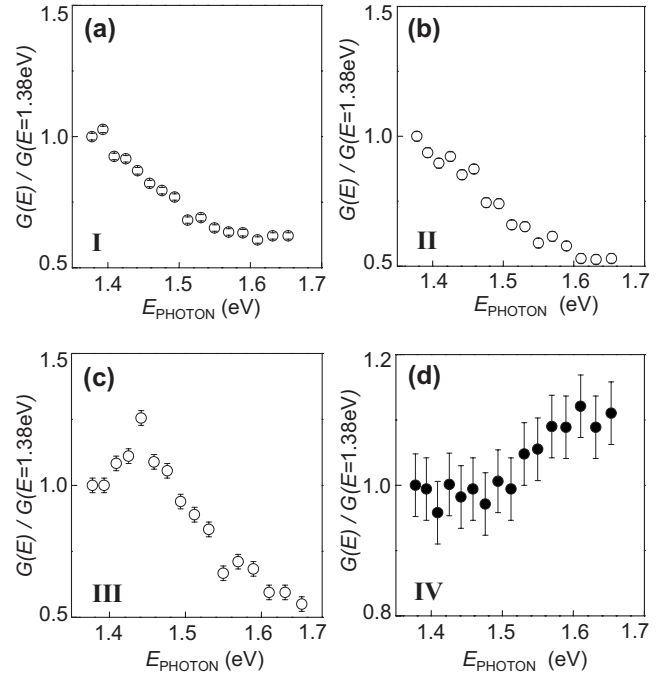 (a)
G(E) / G(E=1.38eV)
1.5
1.0
0.5
I
1.4 1.5 1.6 1.7
EPHOTON (eV)
(b)
G(E) / G(E=1.38eV)
1.5
1.0
0.5
II
1.4 1.5 1.6 1.7
EPHOTON (eV)
(c)
G(E) / G(E=1.38eV)
1.5
1.0
0.5
III
1.4 1.5 1.6 1.7
EPHOTON (eV)
(d)
G(E) / G(E=1.38eV)
1.2
1.0
0.8
IV
1.4 1.5 1.6 1.7
EPHOTON (eV)